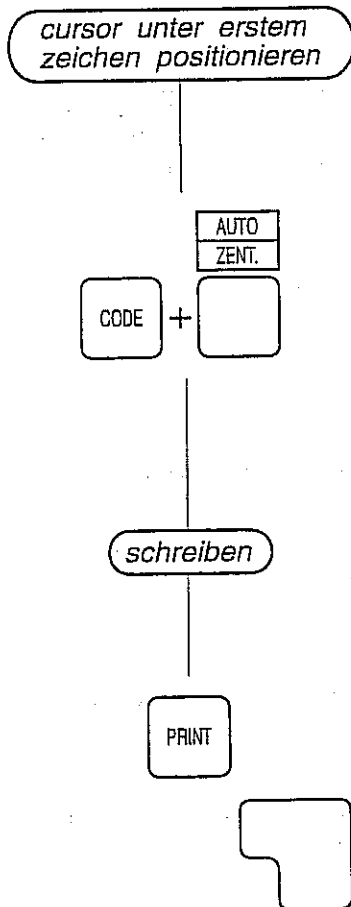 cursor unter erstem
zeichen positionieren
AUTO
ZENT.
CODE +
schreiben
PRINT